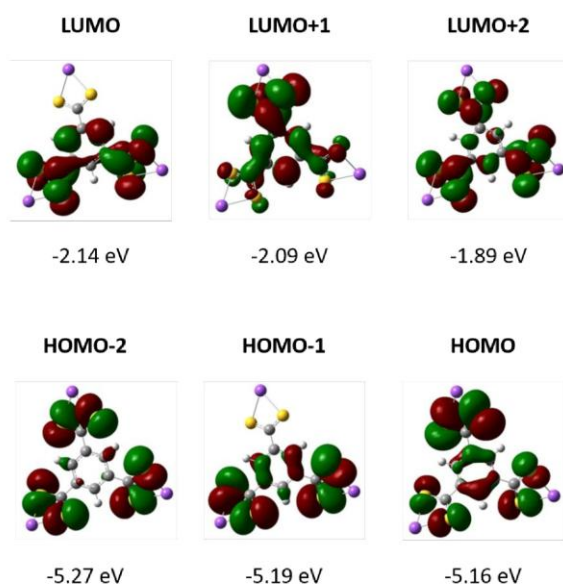 LUMO LUMO+1 LUMO+2
-2.14 eV -2.09 eV -1.89 eV
HOMO-2 HOMO-1 HOMO
-5.27 eV -5.19 eV -5.16 eV